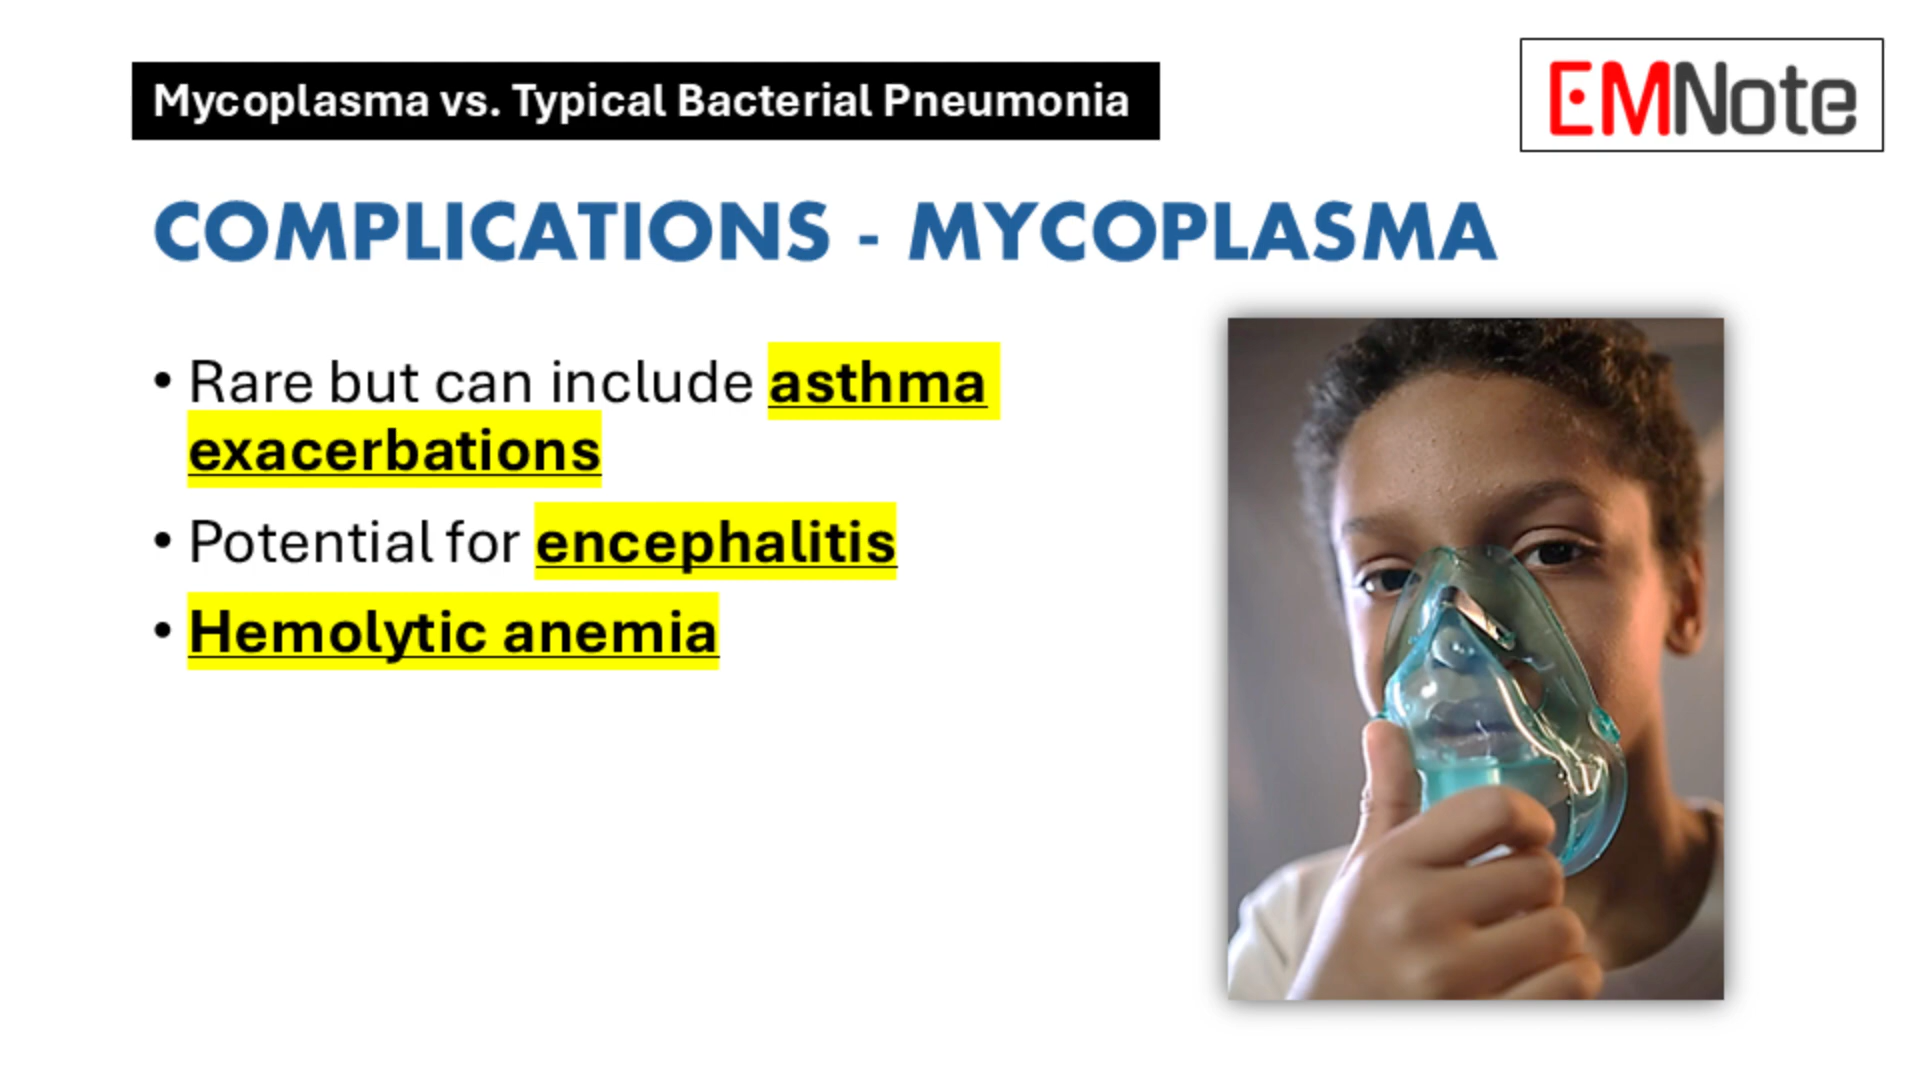 Mycoplasma vs. Typical Bacterial Pneumonia
EMNote
COMPLICATIONS - MYCOPLASMA
• Rare but can include asthma
exacerbations
• Potential for encephalitis
• Hemolytic anemia